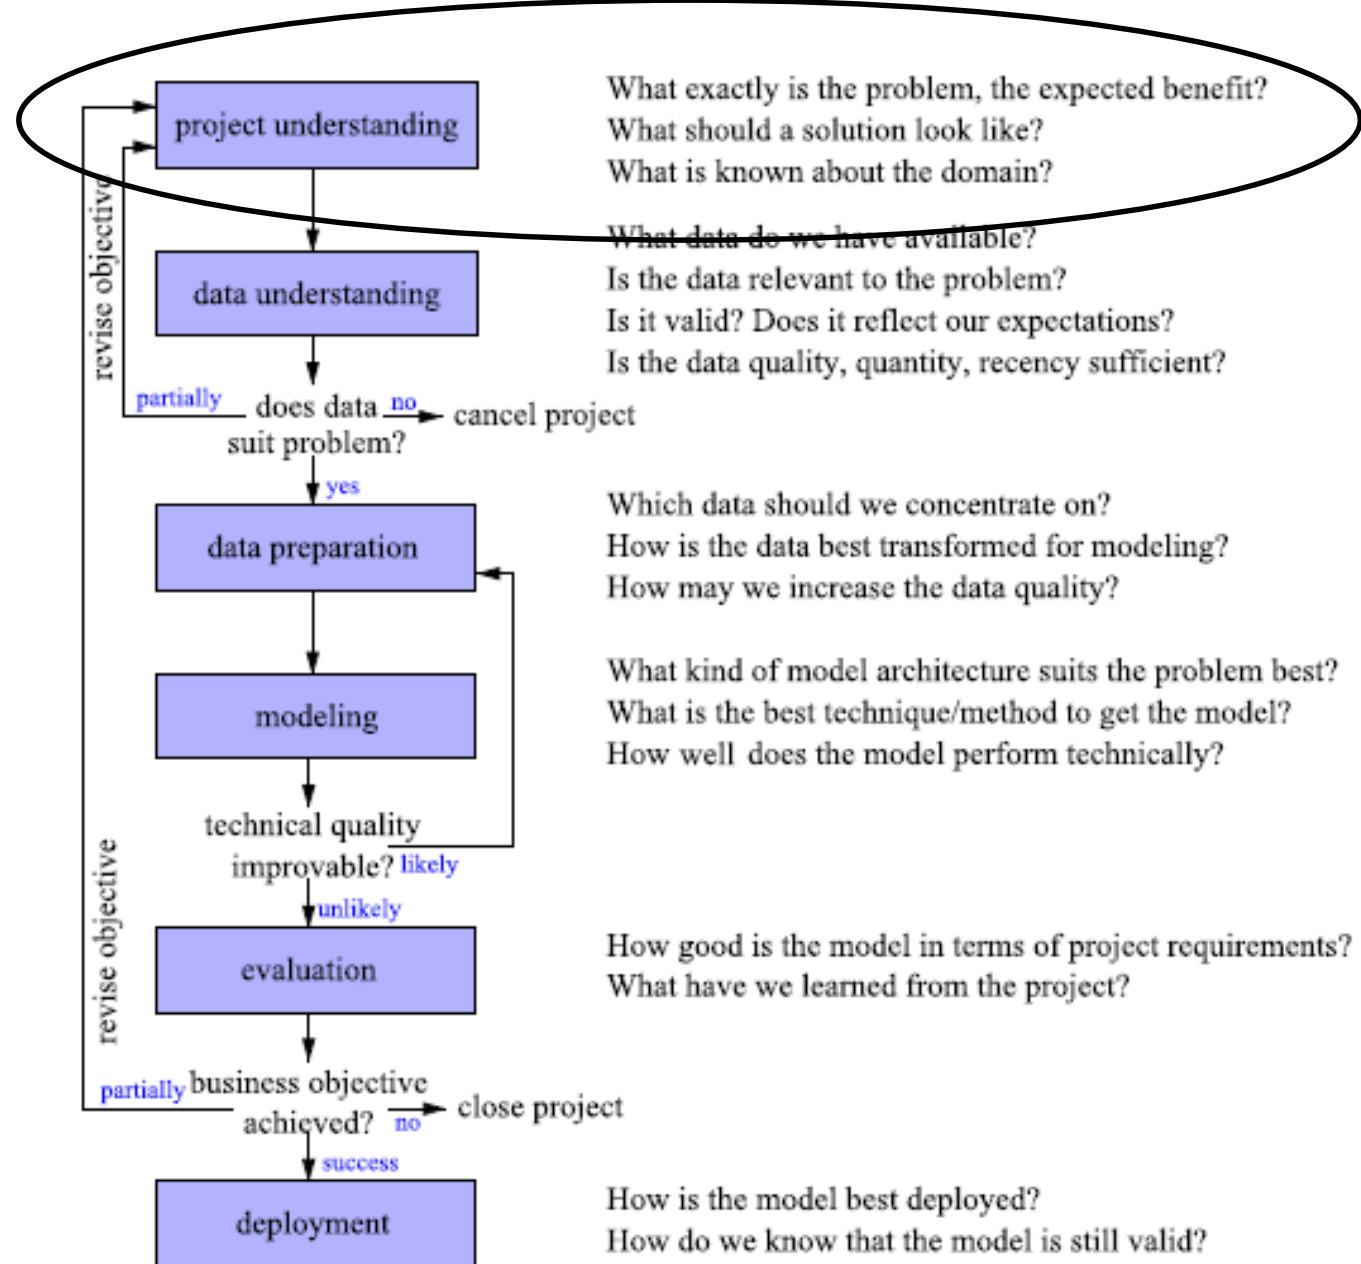 project understanding
What exactly is the problem, the expected benefit?
What should a solution look like?
What is known about the domain?
revise objective
data understanding
What data do we have available?
Is the data relevant to the problem?
Is it valid? Does it reflect our expectations?
Is the data quality, quantity, recency sufficient?
partially
does data
suit problem?
no
cancel project
yes
data preparation
Which data should we concentrate on?
How is the data best transformed for modeling?
How may we increase the data quality?
modeling
What kind of model architecture suits the problem best?
What is the best technique/method to get the model?
How well does the model perform technically?
technical quality
improvable?
likely
unlikely
revise objective
evaluation
How good is the model in terms of project requirements?
What have we learned from the project?
partially
business objective
achieved?
no
close project
success
deployment
How is the model best deployed?
How do we know that the model is still valid?